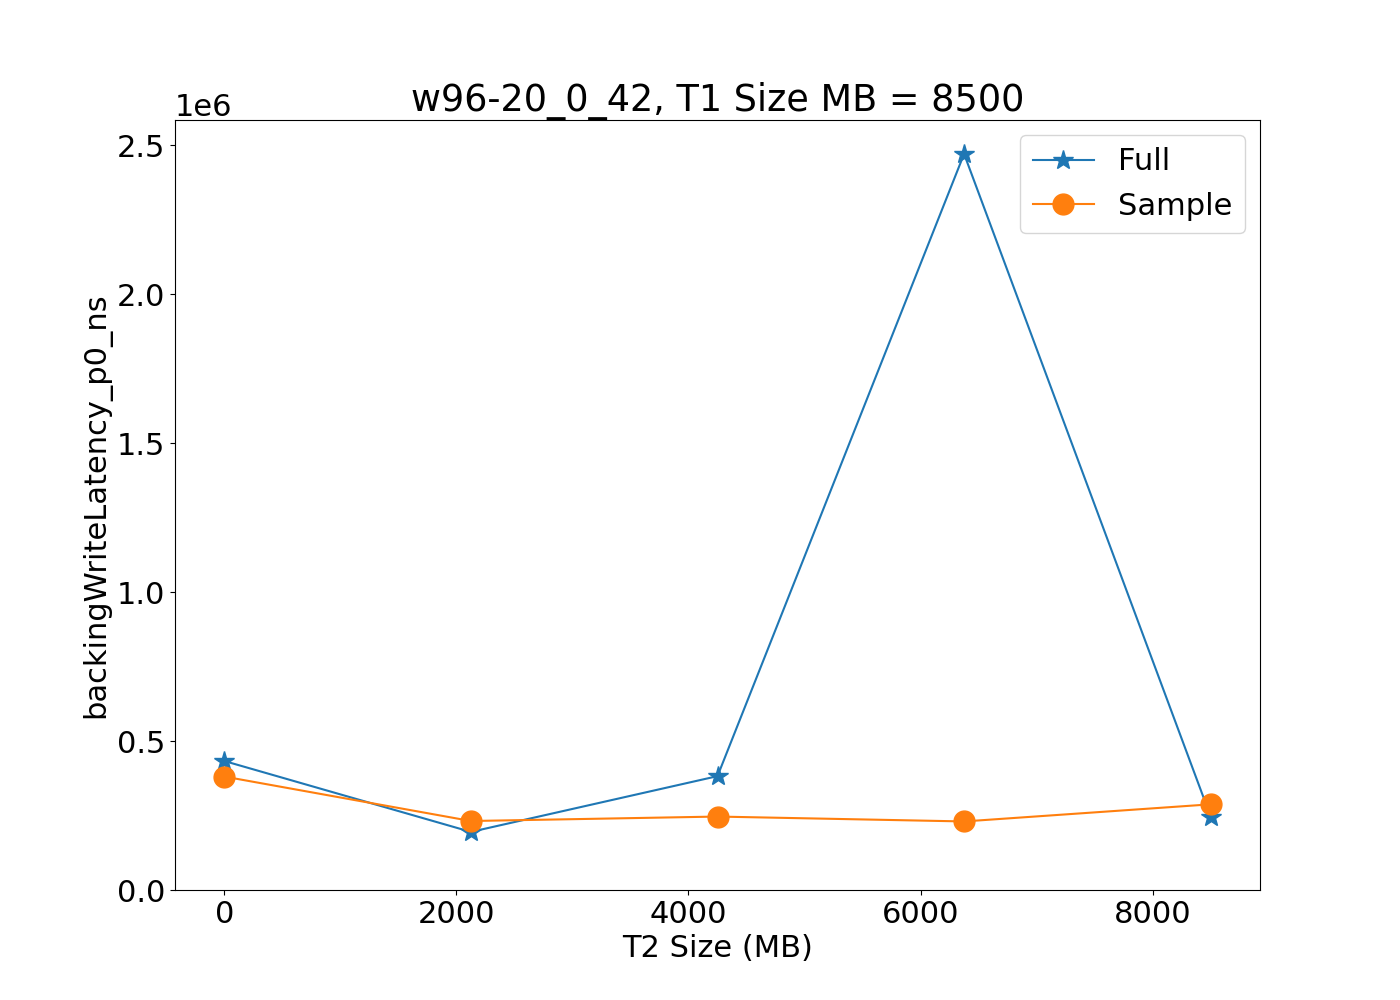 w96-20_0_42, T1 Size MB = 8500
1e6
Full
Sample
backingWriteLatency_p0_ns
2.5
2.0
1.5
1.0
0.5
0.0
0 2000 4000 6000 8000
T2 Size (MB)